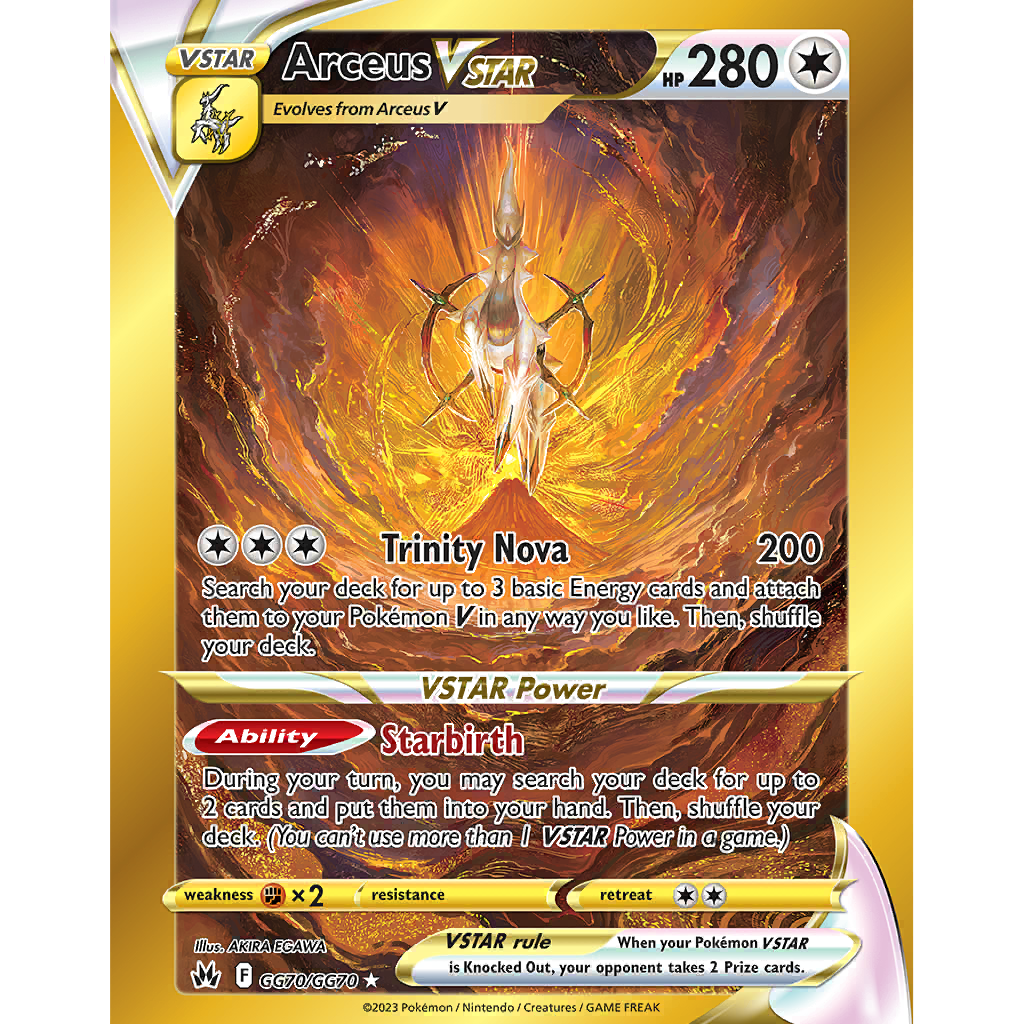 VSTAR
Arceus VSTAR
HP 280
Evolves from Arceus V
Trinity Nova 200
Search your deck for up to 3 basic Energy cards and attach
them to your Pokémon V in any way you like. Then, shuffle
your deck.
VSTAR Power
Ability Starbirth
During your turn, you may search your deck for up to
2 cards and put them into your hand. Then, shuffle your
deck. (You can't use more than 1 VSTAR Power in a game.)
weakness ×2 resistance retreat
Illus. AKIRA EGAWA
VSTAR rule When your Pokémon VSTAR
is Knocked Out, your opponent takes 2 Prize cards.
F GG70/GG70 ★
©2023 Pokémon / Nintendo / Creatures / GAME FREAK